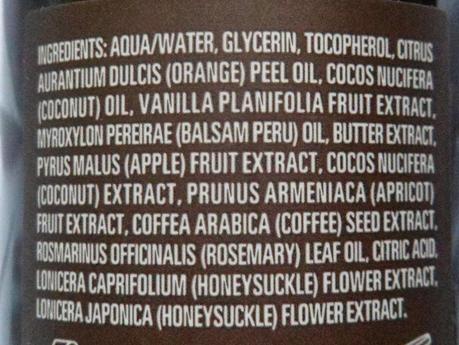 INGREDIENTS: AQUA/WATER, GLYCERIN, TOCOPHEROL, CITRUS
AURANTIUM DULCIS (ORANGE) PEEL OIL, COCOS NUCIFERA
(COCONUT) OIL, VANILLA PLANIFOLIA FRUIT EXTRACT,
MYROXYLON PEREIRAE (BALSAM PERU) OIL, BUTTER EXTRACT,
PYRUS MALUS (APPLE) FRUIT EXTRACT, COCOS NUCIFERA
(COCONUT) EXTRACT, PRUNUS ARMENIACA (APRICOT)
FRUIT EXTRACT, COFFEA ARABICA (COFFEE) SEED EXTRACT,
ROSMARINUS OFFICINALIS (ROSEMARY) LEAF OIL, CITRIC ACID,
LONICERA CAPRIFOLIUM (HONEYSUCKLE) FLOWER EXTRACT,
LONICERA JAPONICA (HONEYSUCKLE) FLOWER EXTRACT.